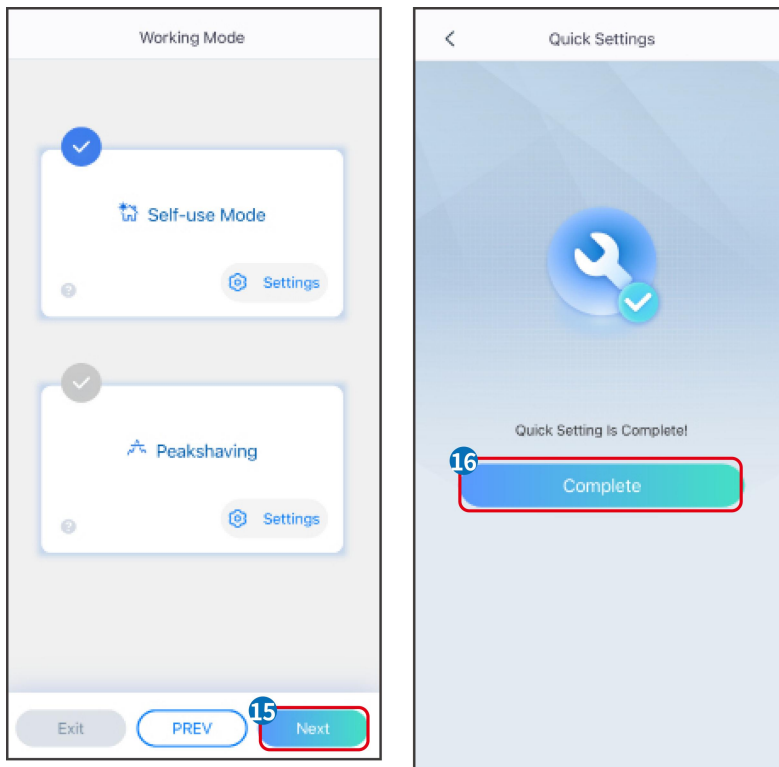 Working Mode
Self-use Mode
Settings
Peakshaving
Settings
Exit
PREV
15
Next
Quick Settings
Quick Setting Is Complete!
16
Complete